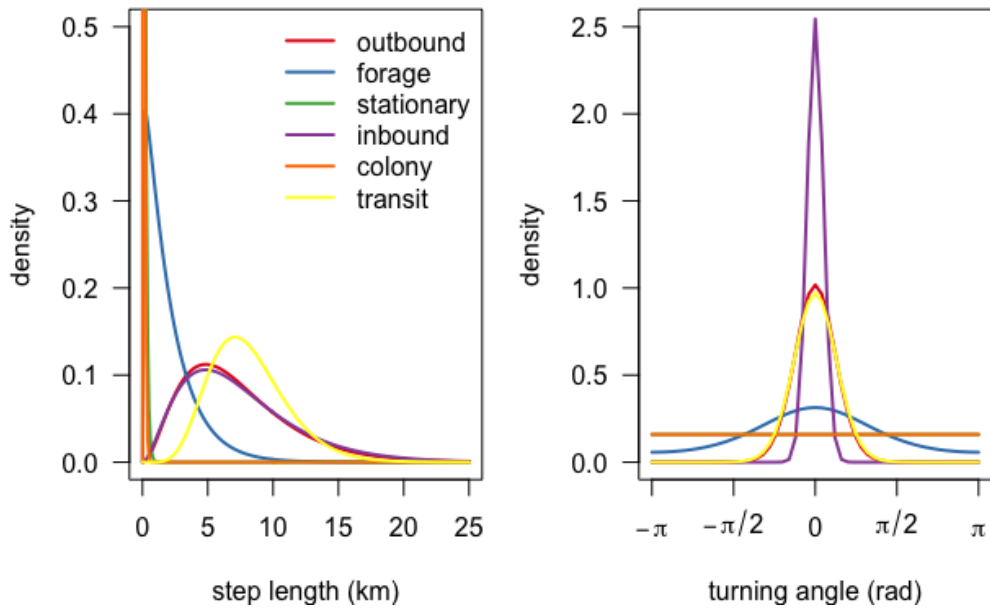 density
0.5
0.4
0.3
0.2
0.1
0.0
outbound
forage
stationary
inbound
colony
transit
0 5 10 15 20 25
step length (km)
density
2.5
2.0
1.5
1.0
0.5
0.0
−π −π/2 0 π/2 π
turning angle (rad)